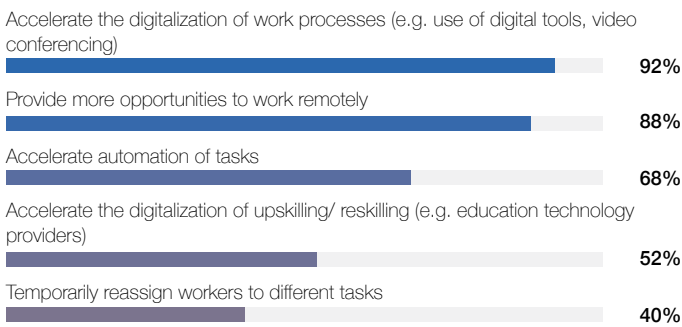 Accelerate the digitalization of work processes (e.g. use of digital tools, video
conferencing)
92%
Provide more opportunities to work remotely
88%
Accelerate automation of tasks
68%
Accelerate the digitalization of upskilling/ reskilling (e.g. education technology
providers)
52%
Temporarily reassign workers to different tasks
40%